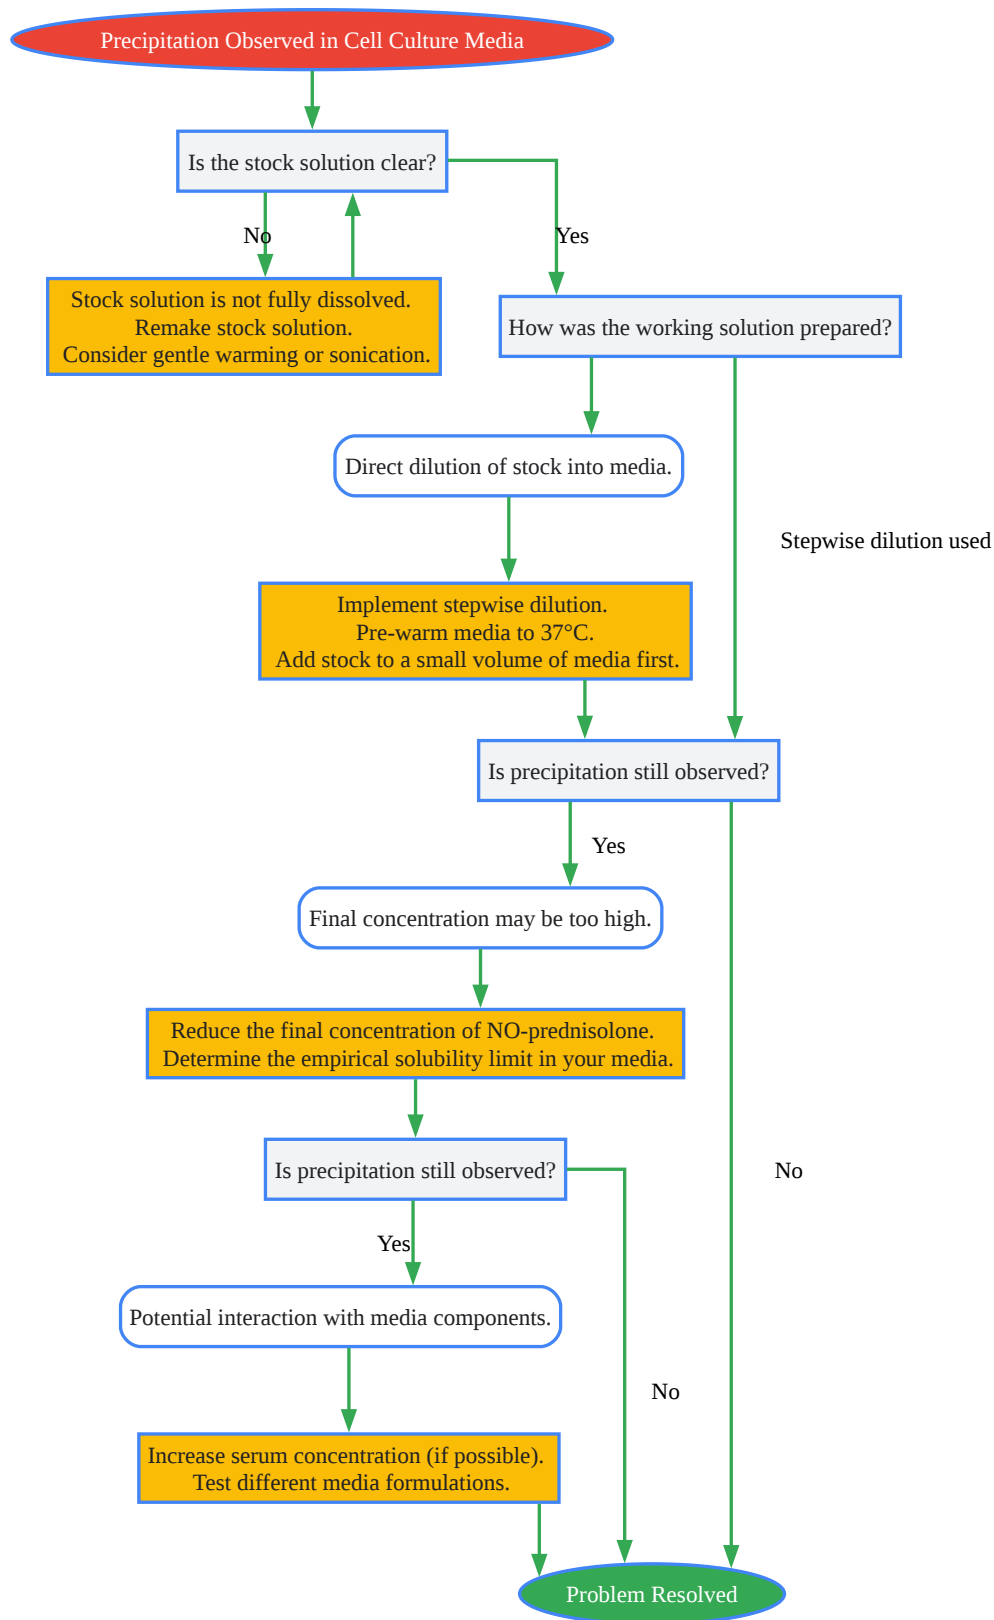 Precipitation Observed in Cell Culture Media
Is the stock solution clear?
No
Yes
Stock solution is not fully dissolved.
Remake stock solution.
Consider gentle warming or sonication.
How was the working solution prepared?
Direct dilution of stock into media.
Stepwise dilution used
Implement stepwise dilution.
Pre-warm media to 37°C.
Add stock to a small volume of media first.
Is precipitation still observed?
Yes
Final concentration may be too high.
Reduce the final concentration of NO-prednisolone.
Determine the empirical solubility limit in your media.
Is precipitation still observed?
No
Yes
Potential interaction with media components.
No
Increase serum concentration (if possible).
Test different media formulations.
Problem Resolved